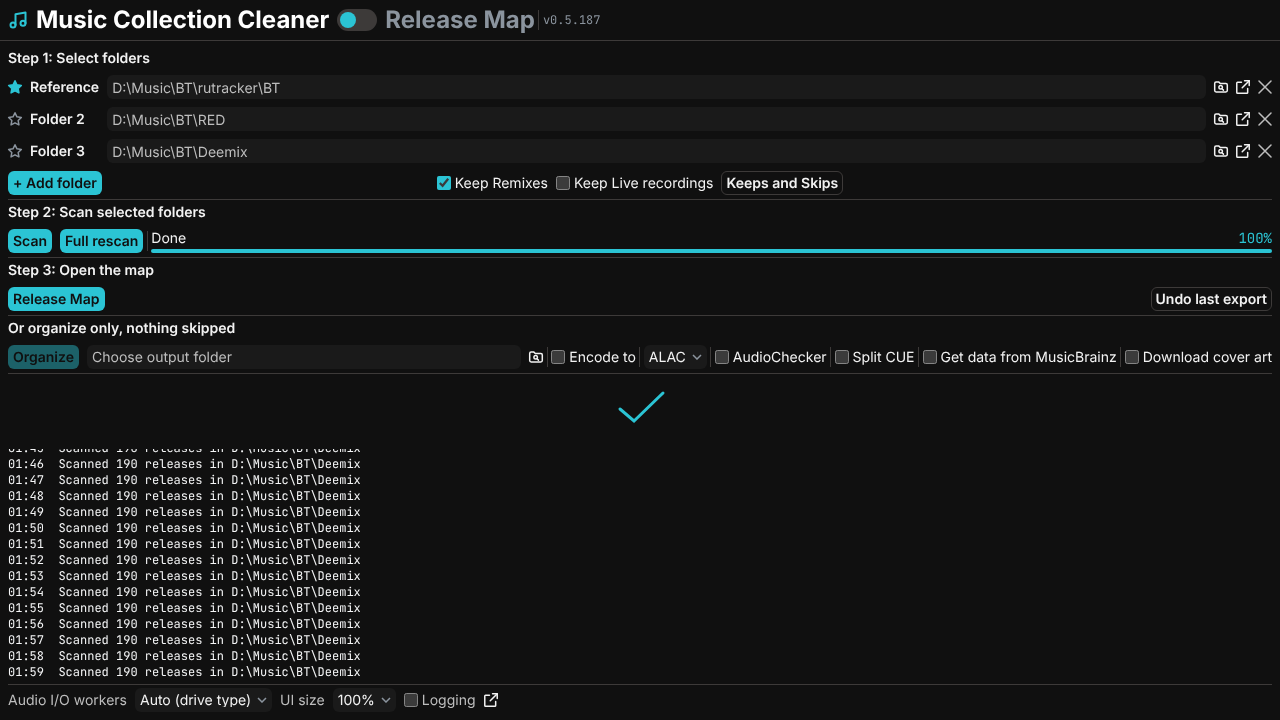 Music Collection Cleaner Release Map v0.5.187
Step 1: Select folders
Reference D:\Music\BT\rutracker\BT
Folder 2 D:\Music\BT\RED
Folder 3 D:\Music\BT\Deemix
+ Add folder Keep Remixes Keep Live recordings Keeps and Skips
Step 2: Scan selected folders
Scan Full rescan Done 100%
Step 3: Open the map
Release Map Undo last export
Or organize only, nothing skipped
Organize Choose output folder Encode to ALAC AudioChecker Split CUE Get data from MusicBrainz Download cover art
01:45 Scanned 190 releases in D:\Music\BT\Deemix
01:46 Scanned 190 releases in D:\Music\BT\Deemix
01:47 Scanned 190 releases in D:\Music\BT\Deemix
01:48 Scanned 190 releases in D:\Music\BT\Deemix
01:49 Scanned 190 releases in D:\Music\BT\Deemix
01:50 Scanned 190 releases in D:\Music\BT\Deemix
01:51 Scanned 190 releases in D:\Music\BT\Deemix
01:52 Scanned 190 releases in D:\Music\BT\Deemix
01:53 Scanned 190 releases in D:\Music\BT\Deemix
01:54 Scanned 190 releases in D:\Music\BT\Deemix
01:55 Scanned 190 releases in D:\Music\BT\Deemix
01:56 Scanned 190 releases in D:\Music\BT\Deemix
01:57 Scanned 190 releases in D:\Music\BT\Deemix
01:58 Scanned 190 releases in D:\Music\BT\Deemix
01:59 Scanned 190 releases in D:\Music\BT\Deemix
Audio I/O workers Auto (drive type) UI size 100% Logging